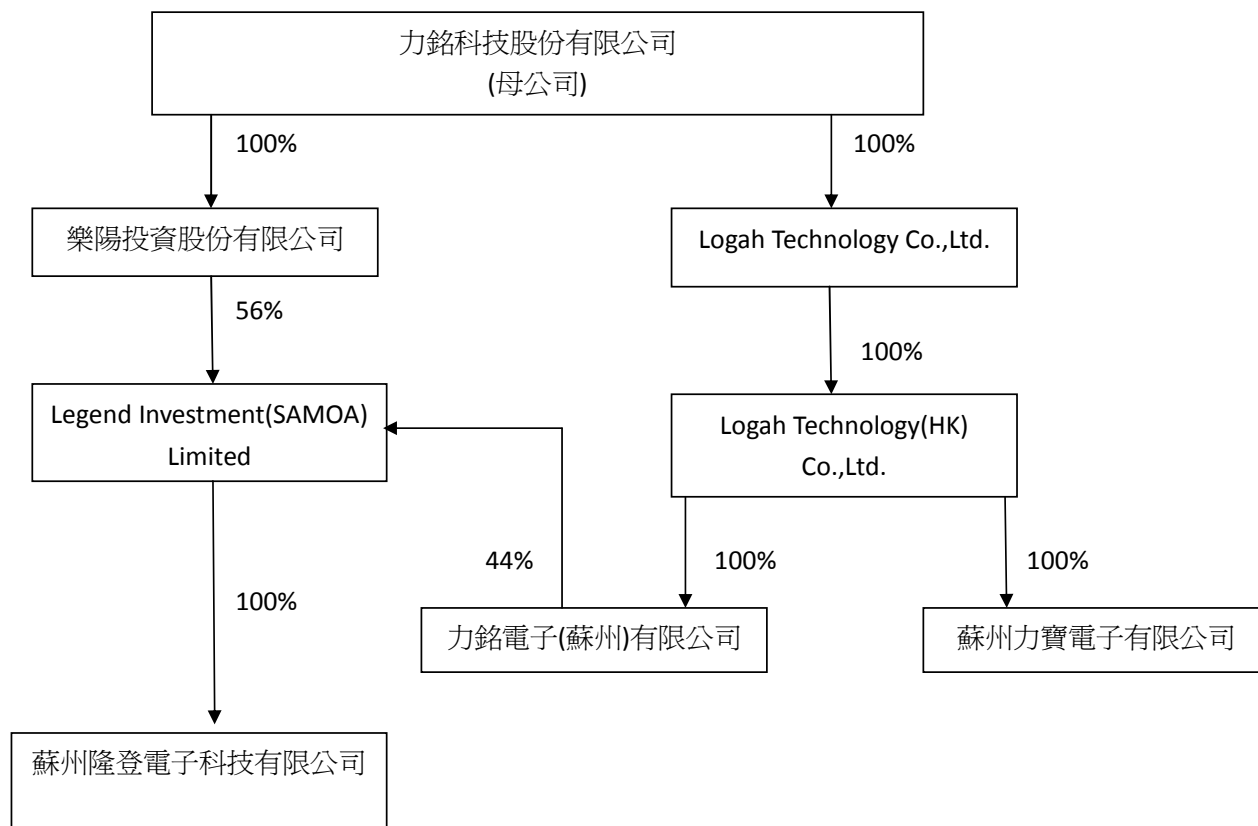 力銘科技股份有限公司
(母公司)
100%
100%
樂陽投資股份有限公司
Logah Technology Co.,Ltd.
56%
100%
Legend Investment(SAMOA)
Limited
Logah Technology(HK)
Co.,Ltd.
44%
100%
100%
100%
力銘電子(蘇州)有限公司
蘇州力寶電子有限公司
蘇州隆登電子科技有限公司